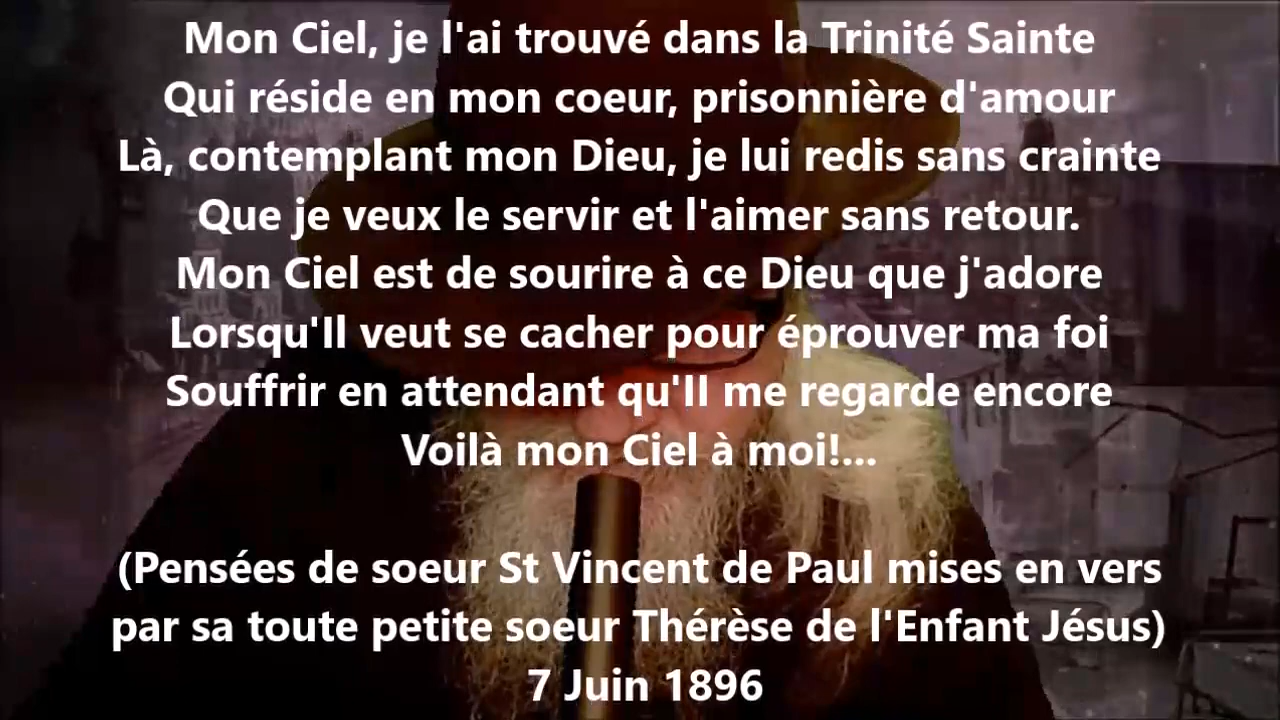 Mon Ciel, je l'ai trouvé dans la Trinité Sainte
Qui réside en mon coeur, prisonnière d'amour
Là, contemplant mon Dieu, je lui redis sans crainte
Que je veux le servir et l'aimer sans retour.
Mon Ciel est de sourire à ce Dieu que j'adore
Lorsqu'Il veut se cacher pour éprouver ma foi
Souffrir en attendant qu'Il me regarde encore
Voilà mon Ciel à moi!...
(Pensées de soeur St Vincent de Paul mises en vers
par sa toute petite soeur Thérèse de l'Enfant Jésus)
7 Juin 1896